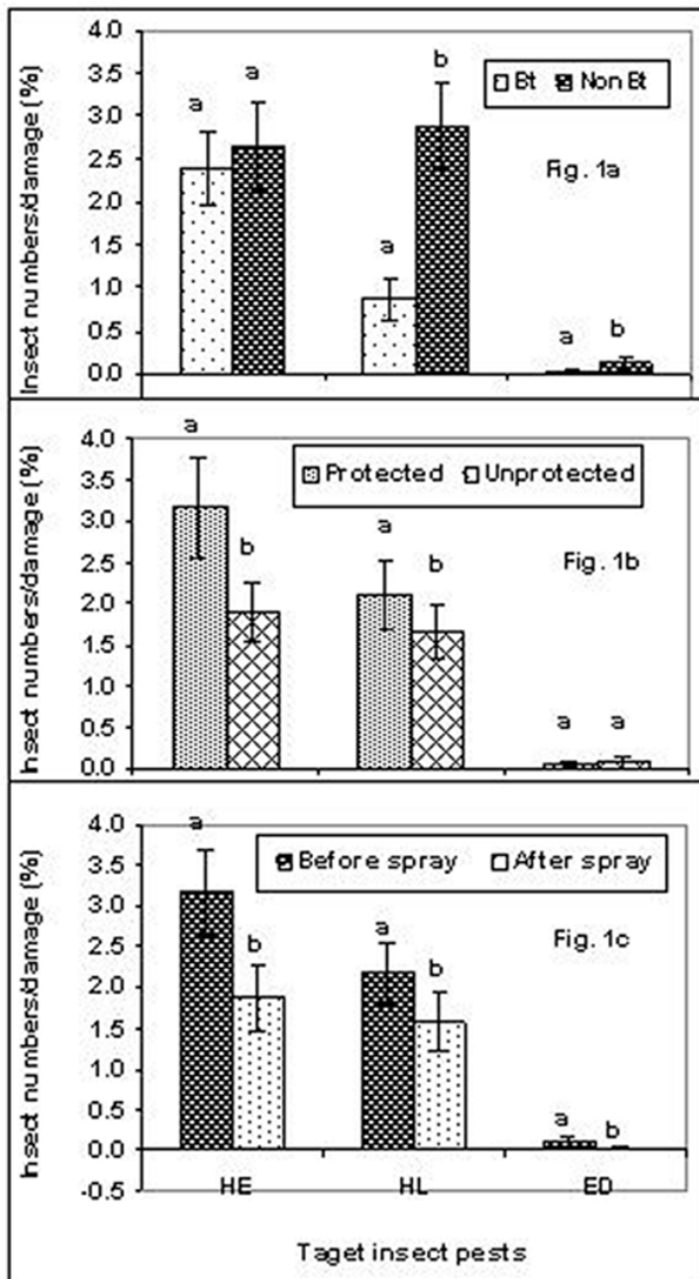 Insect numbers/damage (%)
4.0
3.5
3.0
2.5
2.0
1.5
1.0
0.5
0.0
a
a
a
b
a
b
Bt Non Bt
Fig. 1a
Insect numbers/damage (%)
4.0
3.5
3.0
2.5
2.0
1.5
1.0
0.5
0.0
a
b
a
b
a
a
Protected Unprotected
Fig. 1b
Insect numbers/damage (%)
4.0
3.5
3.0
2.5
2.0
1.5
1.0
0.5
0.0
-0.5
a
b
a
b
a
b
Before spray After spray
Fig. 1c
HE HL ED
Taget insect pests